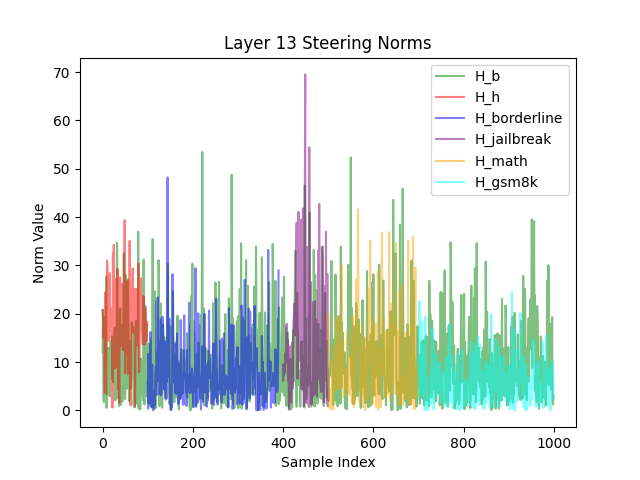 Layer 13 Steering Norms
Norm Value
70
60
50
40
30
20
10
0
H_b
H_h
H_borderline
H_jailbreak
H_math
H_gsm8k
0
200
400
600
800
1000
Sample Index